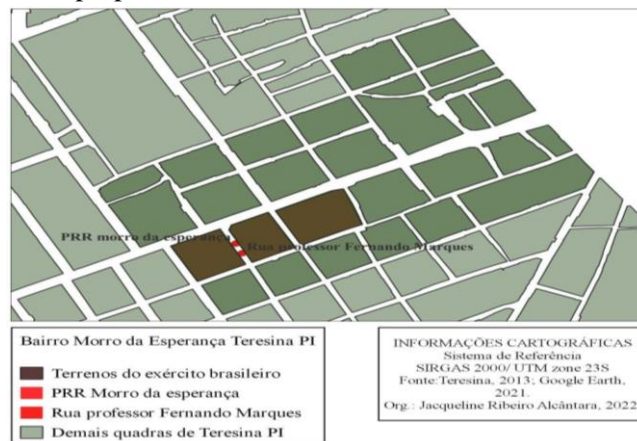 PRR morro da esperança
Rua professor Fernando Marques
Bairro Morro da Esperança Teresina PI
Terrenos do exército brasileiro
PRR Morro da esperança
Rua professor Fernando Marques
Demais quadras de Teresina PI
INFORMAÇÕES CARTOGRÁFICAS
Sistema de Referência
SIRGAS 2000/ UTM zone 23S
Fonte:Teresina, 2013; Google Earth,
2021.
Org.: Jacqueline Ribeiro Alcântara, 2022